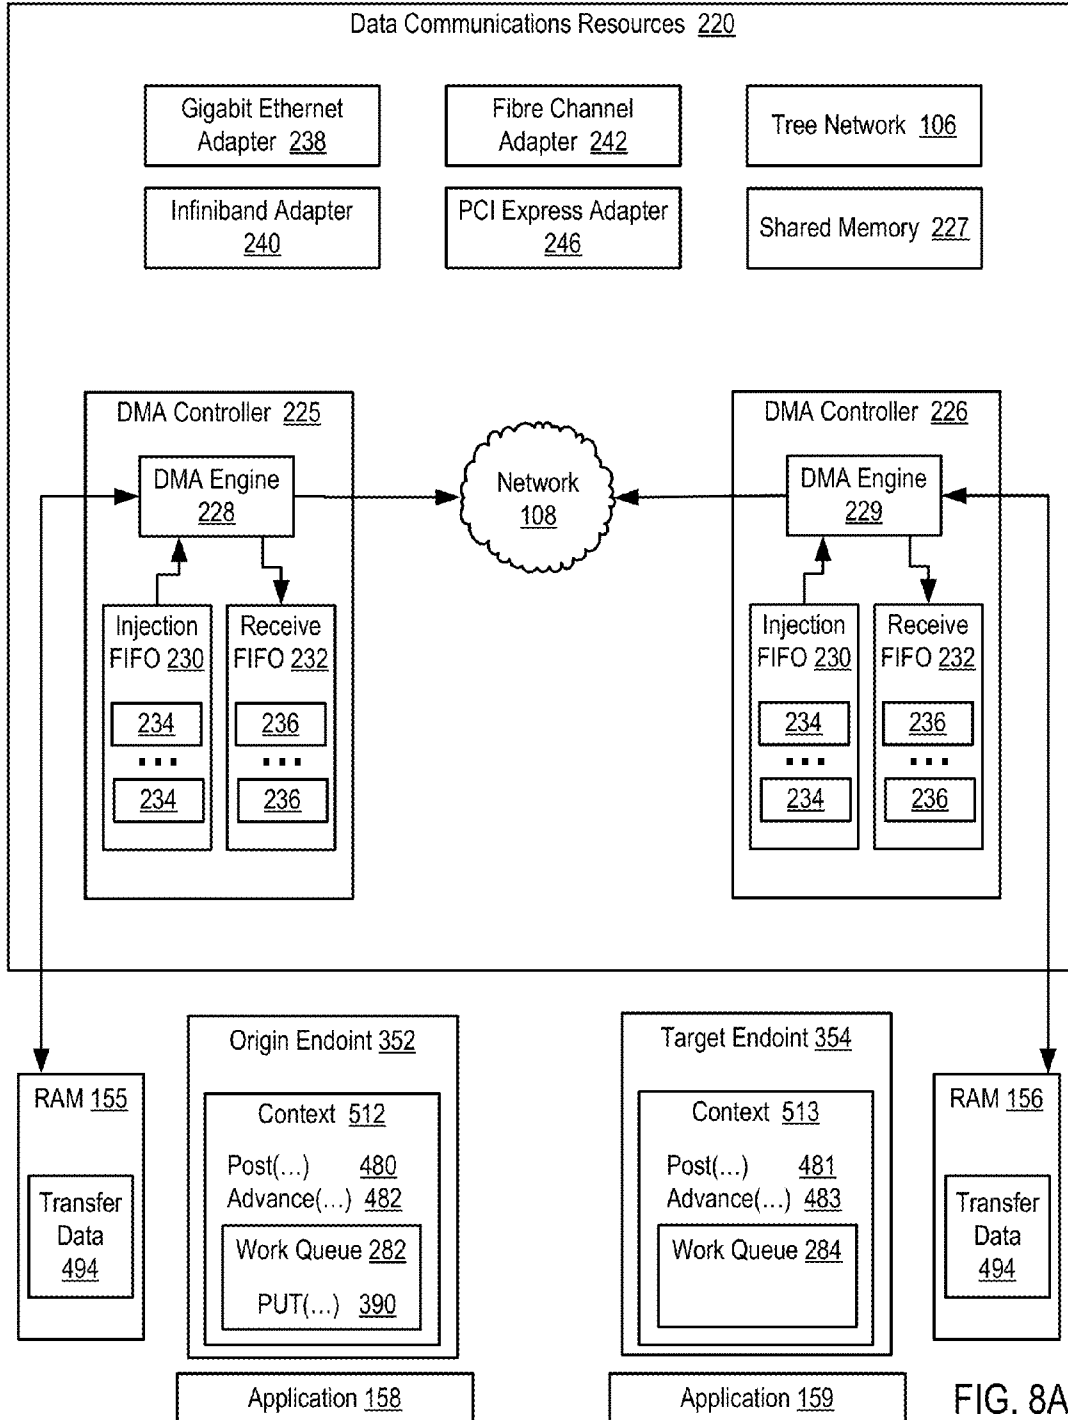 Data Communications Resources 220
Gigabit Ethernet
Adapter 238
Fibre Channel
Adapter 242
Tree Network 106
Infiniband Adapter
240
PCI Express Adapter
246
Shared Memory 227
DMA Controller 225
DMA Engine
228
Injection
FIFO 230
234
...
234
Receive
FIFO 232
236
...
236
Network
108
DMA Controller 226
DMA Engine
229
Injection
FIFO 230
234
...
234
Receive
FIFO 232
236
...
236
RAM 155
Transfer
Data
494
Origin Endoint 352
Context 512
Post(...) 480
Advance(...) 482
Work Queue 282
PUT(...) 390
Target Endoint 354
Context 513
Post(...) 481
Advance(...) 483
Work Queue 284
RAM 156
Transfer
Data
494
Application 158
Application 159
FIG. 8A